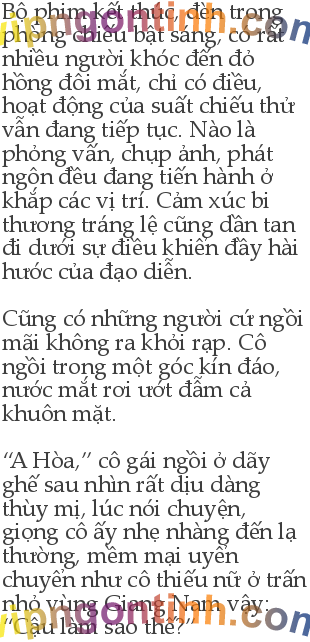 Bộ phim kết thúc, đèn trong
phòng chiếu bật sáng, có rất
nhiều người khóc đến đỏ
hồng đôi mắt, chỉ có điều,
hoạt động của suất chiếu thử
vẫn đang tiếp tục. Nào là
phỏng vấn, chụp ảnh, phát
ngôn đều đang tiến hành ở
khắp các vị trí. Cảm xúc bi
thương tráng lệ cũng dần tan
đi dưới sự điều khiển đầy hài
hước của đạo diễn.
Cũng có những người cứ ngồi
mãi không ra khỏi rạp. Cô
ngồi trong một góc kín đáo,
nước mắt rơi ướt đẫm cả
khuôn mặt.
“A Hòa,” cô gái ngồi ở dãy
ghế sau nhìn rất dịu dàng
thùy mị, lúc nói chuyện,
giọng cô ấy nhẹ nhàng đến lạ
thường, mềm mại uyển
chuyển như cô thiếu nữ ở trấn
nhỏ vùng Giang Nam vậy:
“Cậu làm sao thế?”